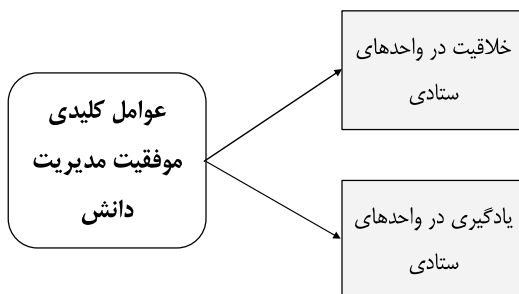 خلاقیت در واحدهای
ستادی
عوامل کلیدی
موفقیت مدیریت
دانش
یادگیری در واحدهای
ستادی